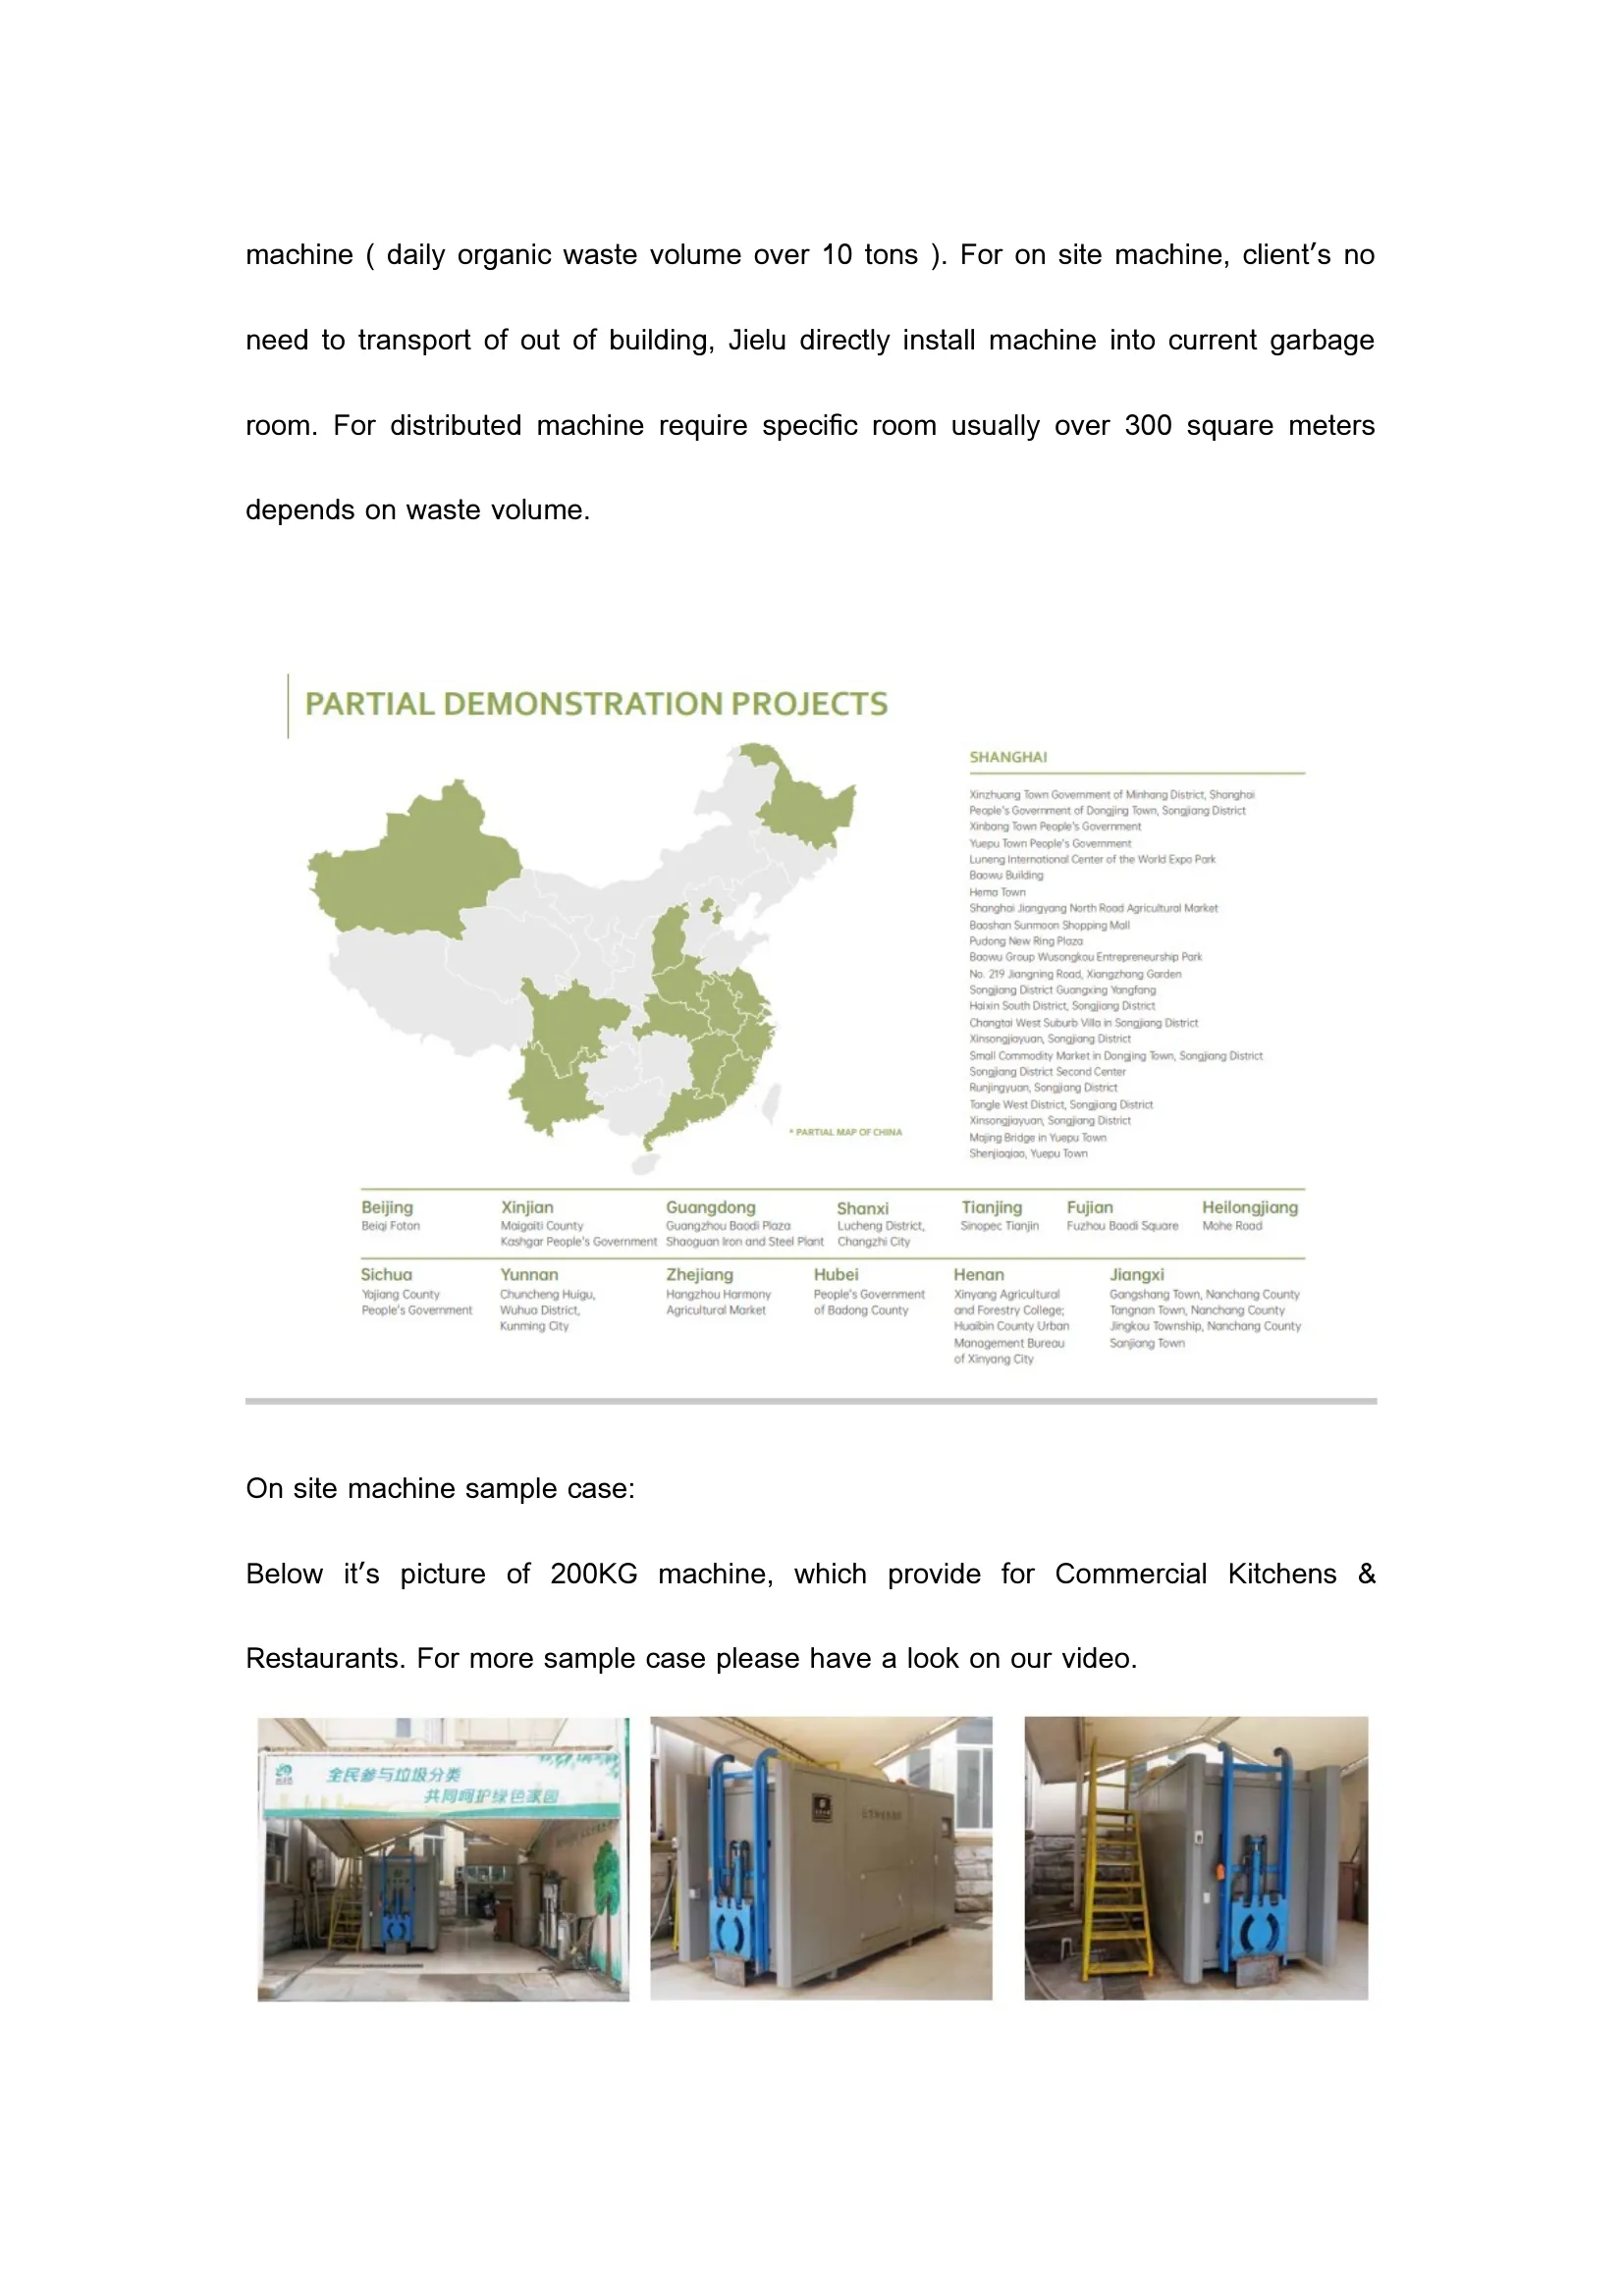 machine ( daily organic waste volume over 10 tons ). For on site machine, client's no
need to transport of out of building, Jielu directly install machine into current garbage
room. For distributed machine require specific room usually over 300 square meters
depends on waste volume.
PARTIAL DEMONSTRATION PROJECTS
* PARTIAL MAP OF CHINA
SHANGHAI
Xinzhuang Town Government of Minhang District, Shanghai
People's Government of Dongjing Town, Songjiang District
Xinbang Town People's Government
Yuepu Town People's Government
Luneng International Center of the World Expo Park
Baowu Building
Hema Town
Shanghai Jiangyang North Road Agricultural Market
Baoshan Sunmoon Shopping Mall
Pudong New Ring Plaza
Baowu Group Wusongkou Entrepreneurship Park
No. 219 Jiangning Road, Xiangzhang Garden
Songjiang District Guangxing Yangfang
Haixin South District, Songjiang District
Changtai West Suburb Villa in Songjiang District
Xinsongjiayuan, Songjiang District
Small Commodity Market in Dongjing Town, Songjiang District
Songjiang District Second Center
Runjingyuan, Songjiang District
Tongle West District, Songjiang District
Xinsongjiayuan, Songjiang District
Majing Bridge in Yuepu Town
Shenjiaqiao, Yuepu Town
Beijing
Beiqi Foton
Xinjian
Maigaiti County
Kashgar People's Government
Guangdong
Guangzhou Baodi Plaza
Shaoguan Iron and Steel Plant
Shanxi
Lucheng District,
Changzhi City
Tianjing
Sinopec Tianjin
Fujian
Fuzhou Baodi Square
Heilongjiang
Mohe Road
Sichua
Yajiang County
People's Government
Yunnan
Chuncheng Huigu,
Wuhua District,
Kunming City
Zhejiang
Hangzhou Harmony
Agricultural Market
Hubei
People's Government
of Badong County
Henan
Xinyang Agricultural
and Forestry College;
Huaibin County Urban
Management Bureau
of Xinyang City
Jiangxi
Gangshang Town, Nanchang County
Tangnan Town, Nanchang County
Jingkou Township, Nanchang County
Sanjiang Town
On site machine sample case:
Below it's picture of 200KG machine, which provide for Commercial Kitchens &
Restaurants. For more sample case please have a look on our video.
全民参与垃圾分类
共同呵护绿色家园